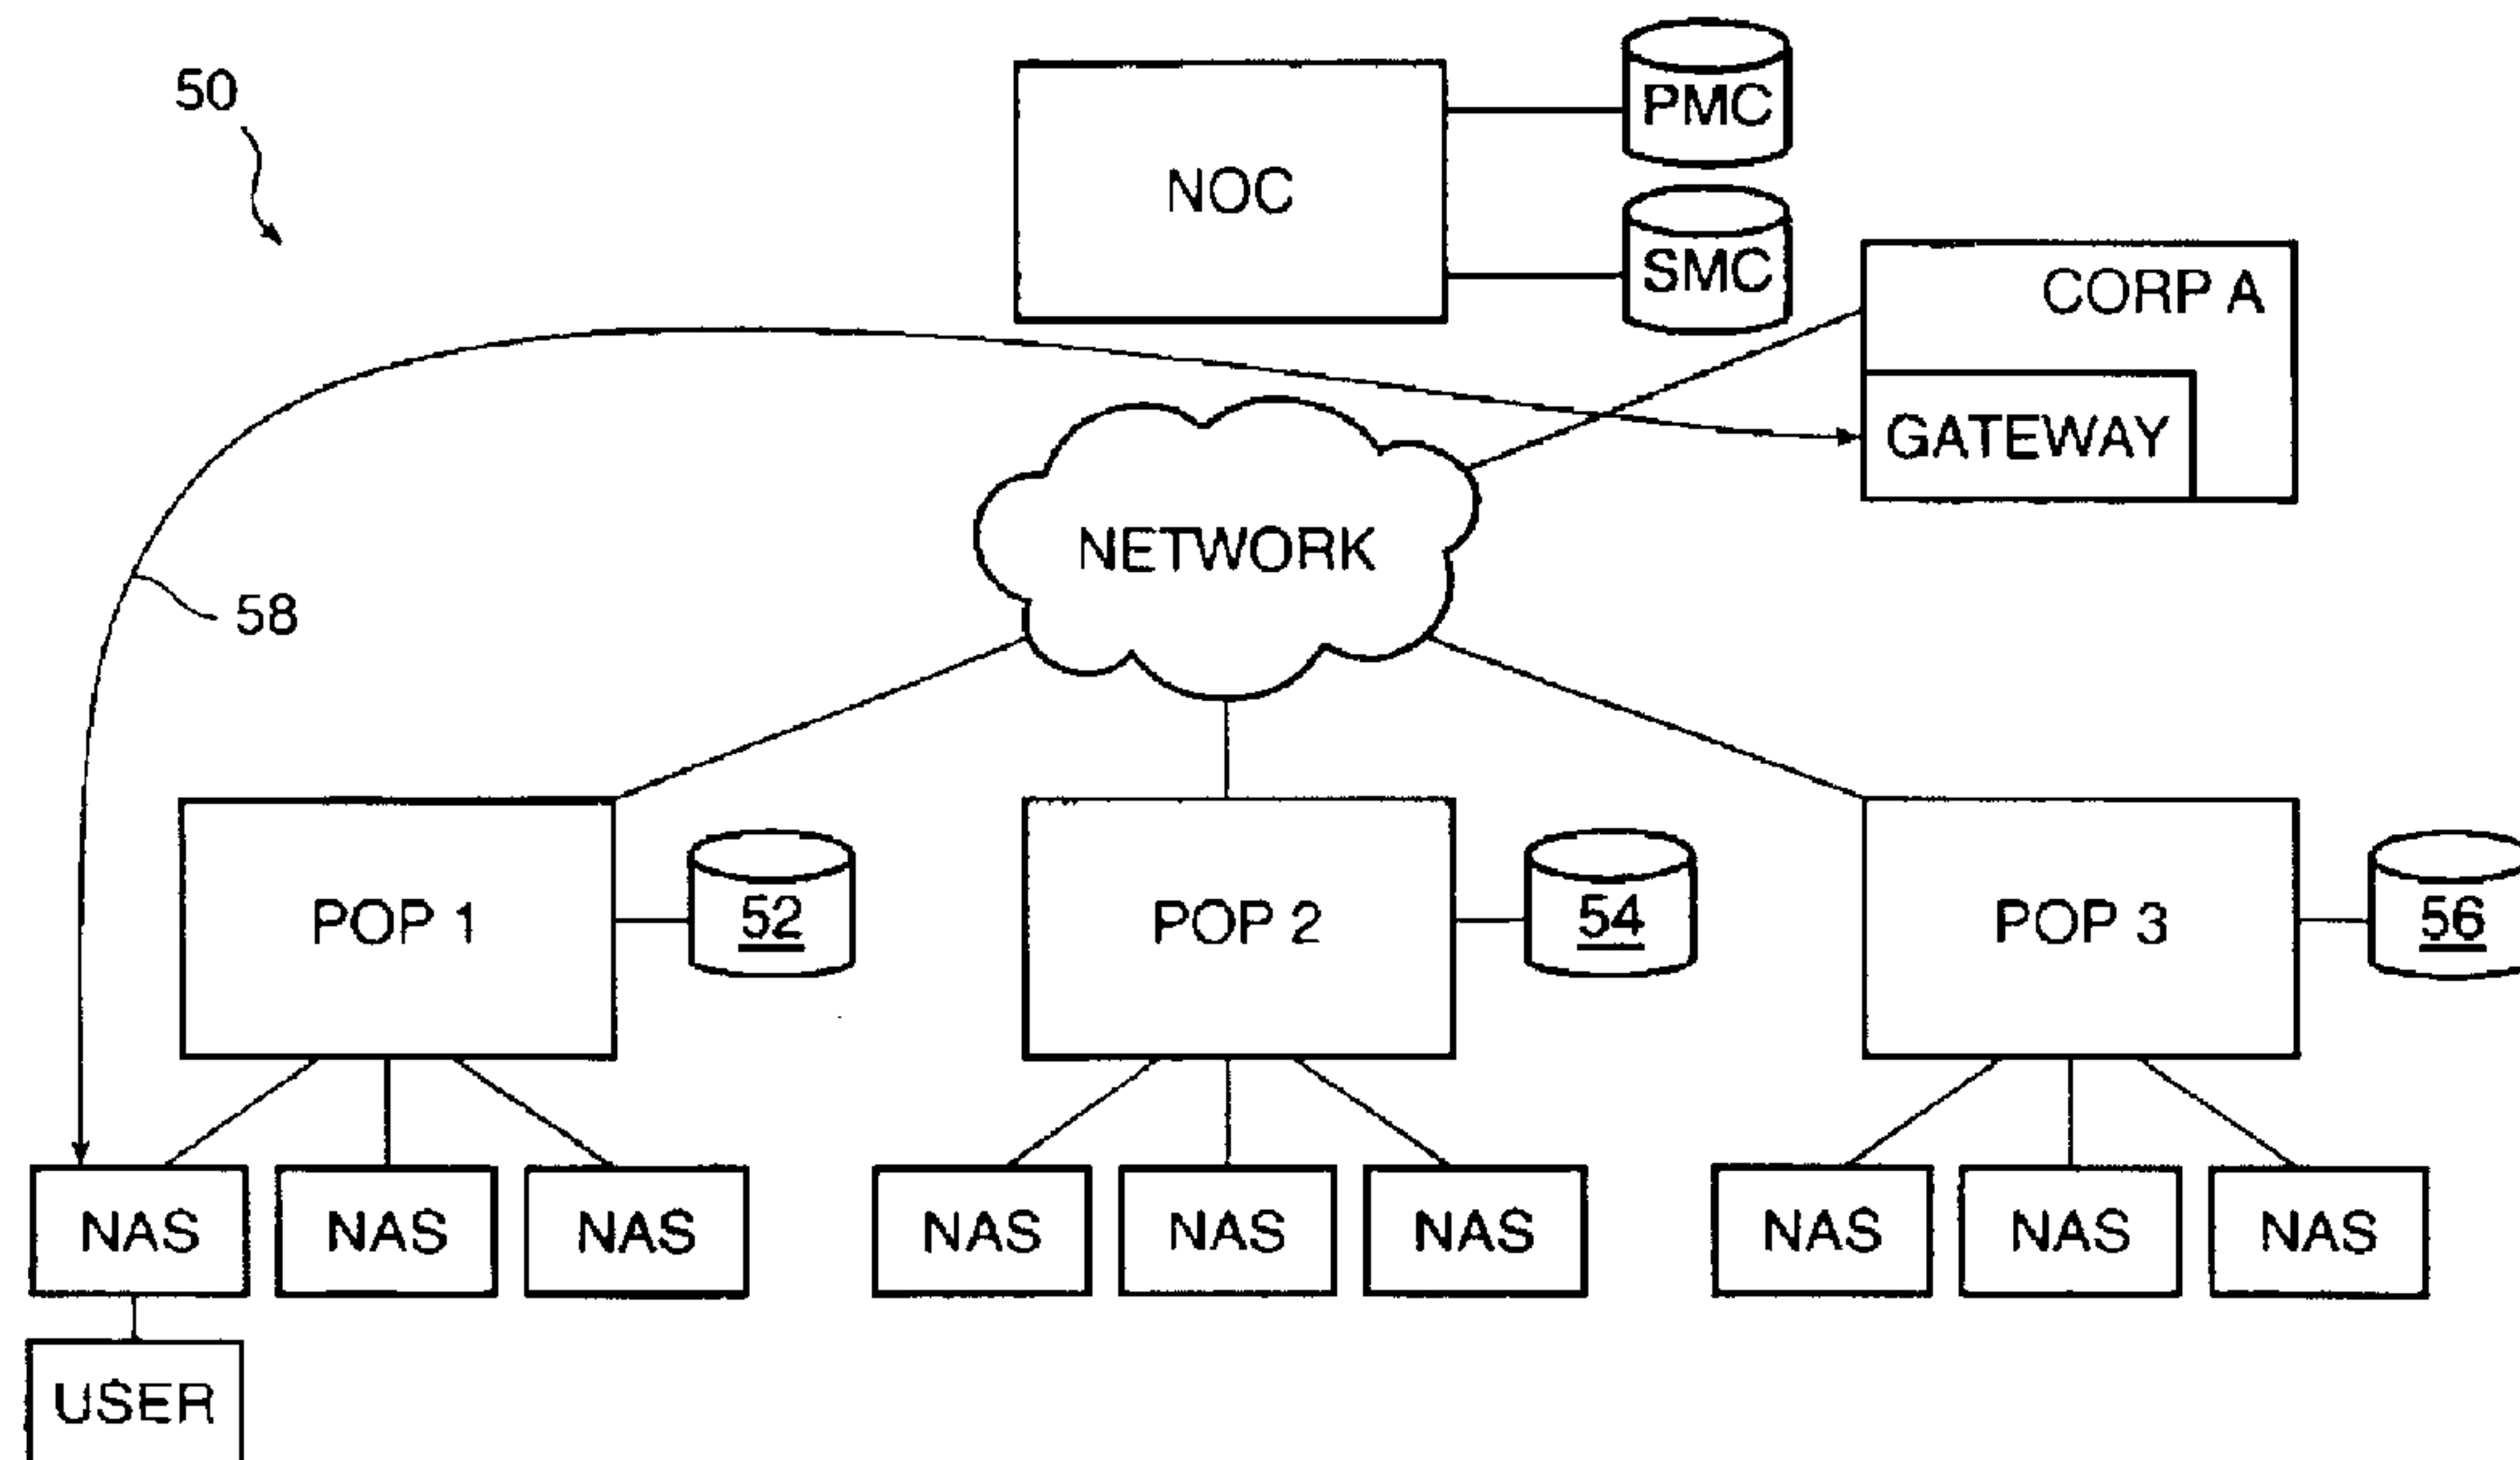 50
PMC
NOC
SMC
CORP A
GATEWAY
NETWORK
58
POP 1
52
POP 2
54
POP 3
56
NAS
NAS
NAS
NAS
NAS
NAS
NAS
NAS
NAS
USER